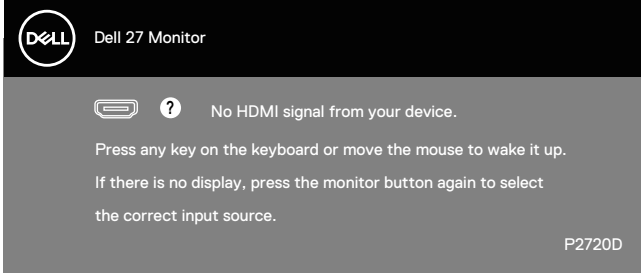 DELL
Dell 27 Monitor
? No HDMI signal from your device.
Press any key on the keyboard or move the mouse to wake it up.
If there is no display, press the monitor button again to select
the correct input source.
P2720D